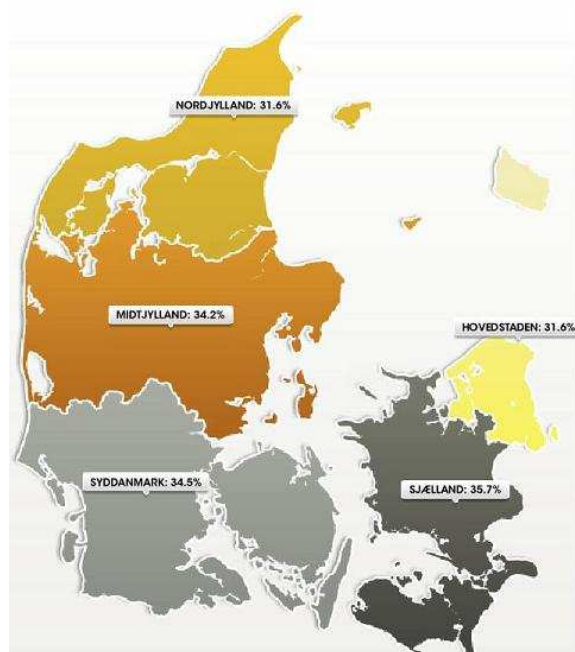 NORDJYLLAND: 31.6%
MIDTJYLLAND: 34.2%
HOVEDSTADEN: 31.6%
SYDDANMARK: 34.5%
SJÆLLAND: 35.7%